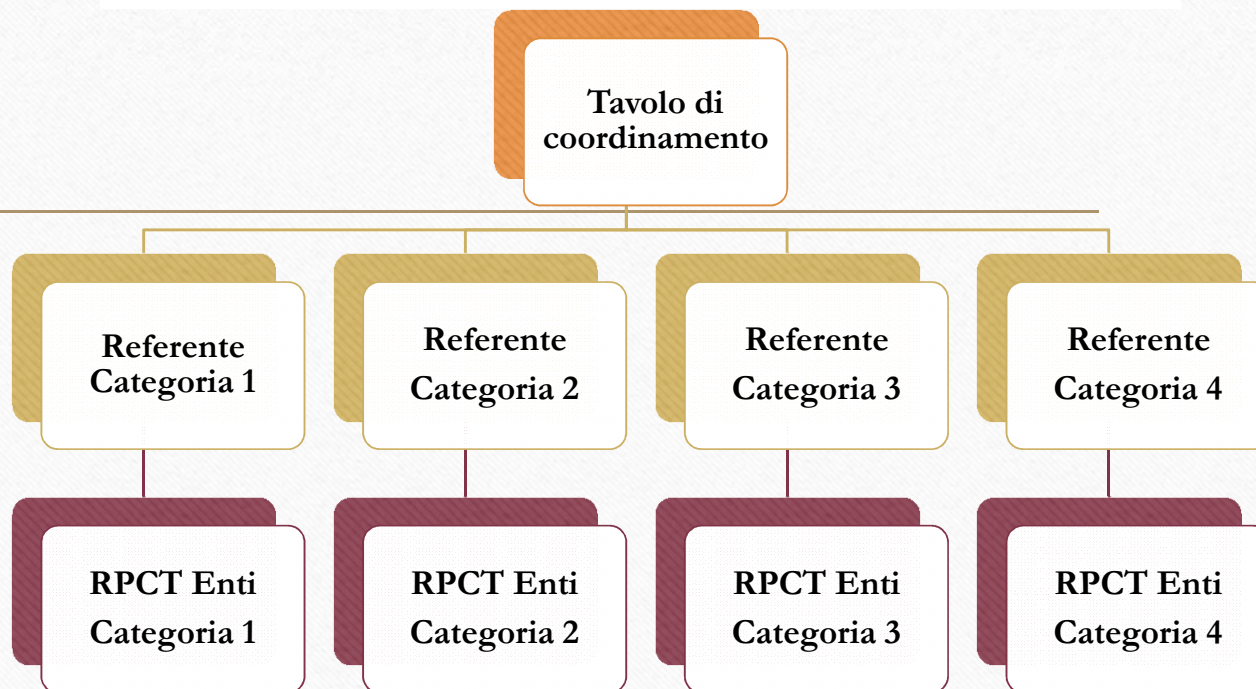 Tavolo di
coordinamento
Referente
Categoria 1
Referente
Categoria 2
Referente
Categoria 3
Referente
Categoria 4
RPCT Enti
Categoria 1
RPCT Enti
Categoria 2
RPCT Enti
Categoria 3
RPCT Enti
Categoria 4